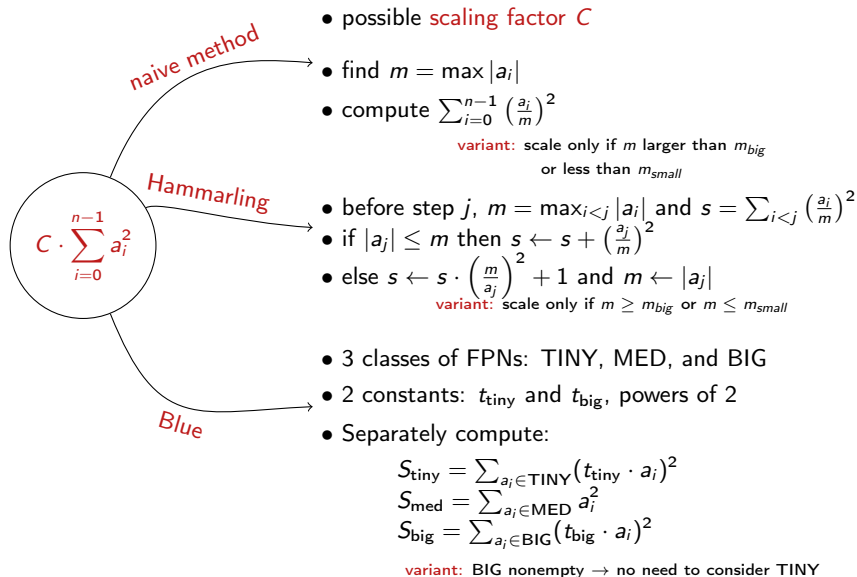 • possible scaling factor C
naive method
• find m = max |a_i|
• compute ∑_{i=0}^{n−1} (a_i/m)^2
variant: scale only if m larger than m_big
or less than m_small
Hammarling
C · ∑_{i=0}^{n−1} a_i^2
• before step j, m = max_{i<j} |a_i| and s = ∑_{i<j} (a_i/m)^2
• if |a_j| ≤ m then s ← s + (a_j/m)^2
• else s ← s · (m/a_j)^2 + 1 and m ← |a_j|
variant: scale only if m ≥ m_big or m ≤ m_small
• 3 classes of FPNs: TINY, MED, and BIG
• 2 constants: t_tiny and t_big, powers of 2
Blue
• Separately compute:
S_tiny = ∑_{a_i∈TINY} (t_tiny · a_i)^2
S_med = ∑_{a_i∈MED} a_i^2
S_big = ∑_{a_i∈BIG} (t_big · a_i)^2
variant: BIG nonempty → no need to consider TINY